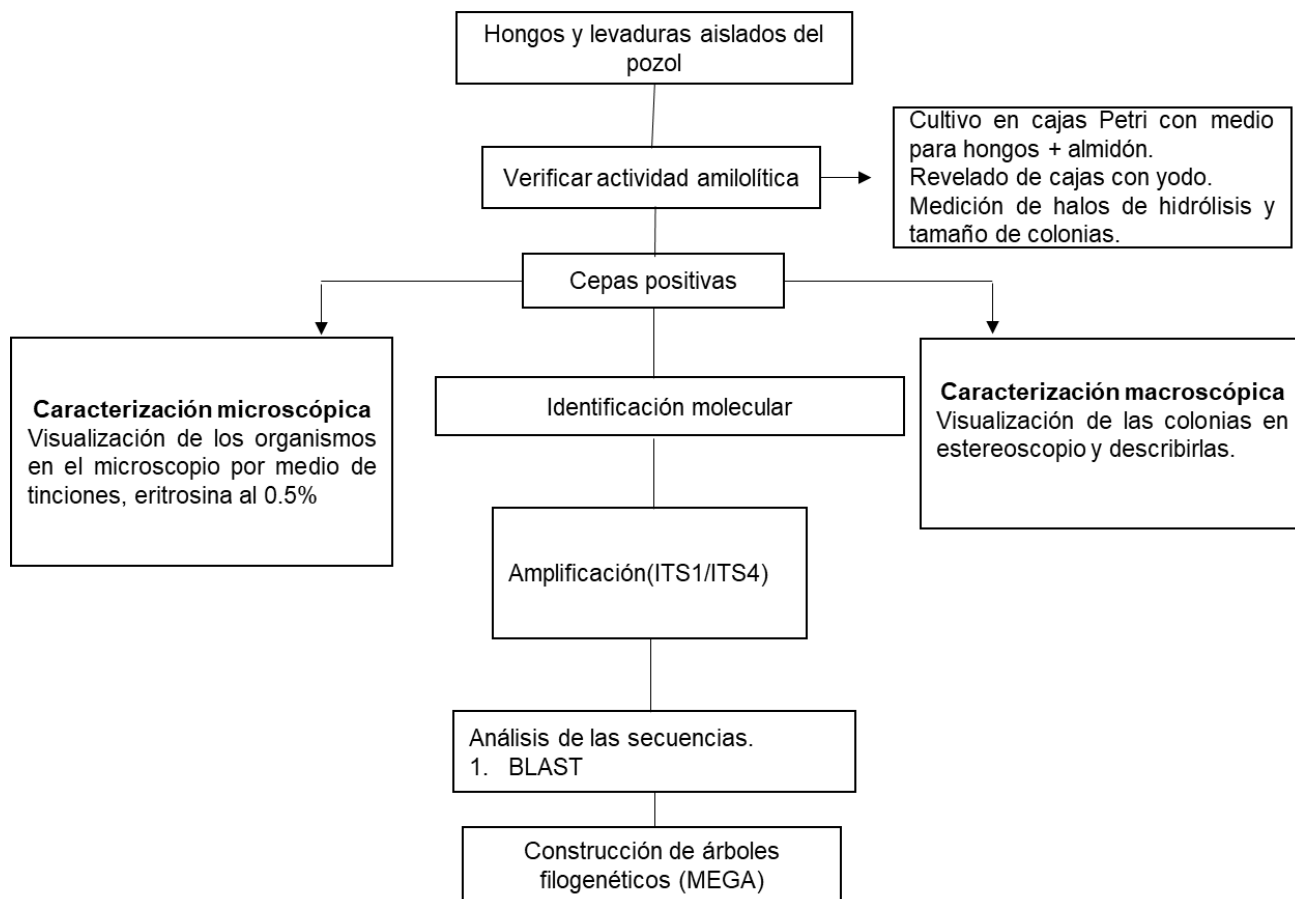 Hongos y levaduras aislados del
pozol
Verificar actividad amilolítica
Cultivo en cajas Petri con medio
para hongos + almidón.
Revelado de cajas con yodo.
Medición de halos de hidrólisis y
tamaño de colonias.
Cepas positivas
Caracterización microscópica
Visualización de los organismos
en el microscopio por medio de
tinciones, eritrosina al 0.5%
Identificación molecular
Caracterización macroscópica
Visualización de las colonias en
estereoscopio y describirlas.
Amplificación(ITS1/ITS4)
Análisis de las secuencias.
1. BLAST
Construcción de árboles
filogenéticos (MEGA)